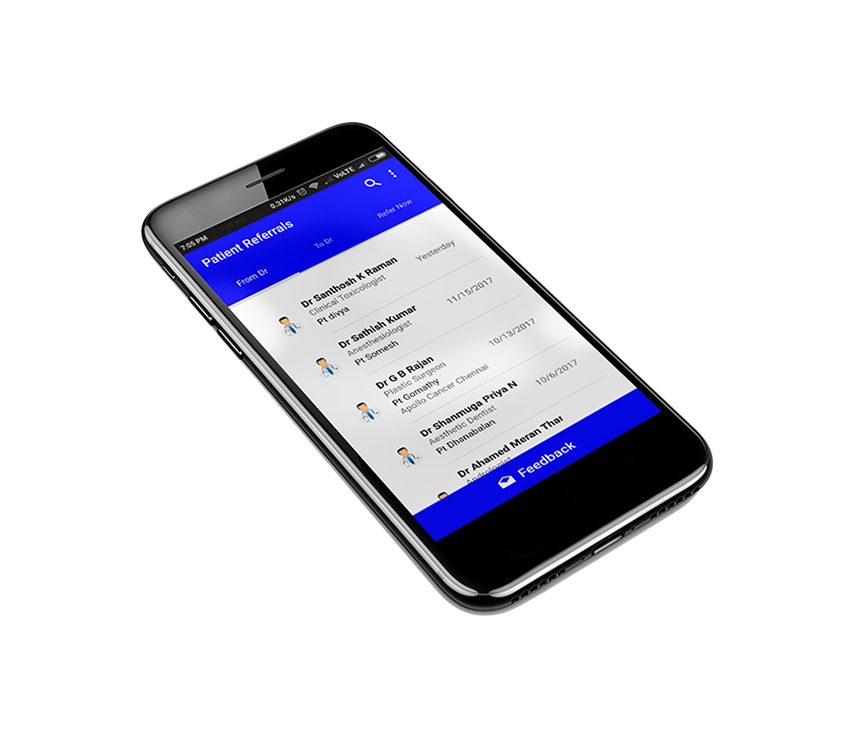 7:05 PM 0.31K/s VoLTE
Patient Referrals
From Dr To Dr Refer Now
Dr Santhosh K Raman Yesterday
Clinical Toxicologist
Pt divya
Dr Sathish Kumar 11/15/2017
Anesthesiologist
Pt Somesh
Dr G B Rajan 10/13/2017
Plastic Surgeon
Pt Gomathy
Apollo Cancer Chennai
Dr Shanmuga Priya N 10/6/2017
Aesthetic Dentist
Pt Dhanabalan
Dr Ahamed Meran Thar
Feedback